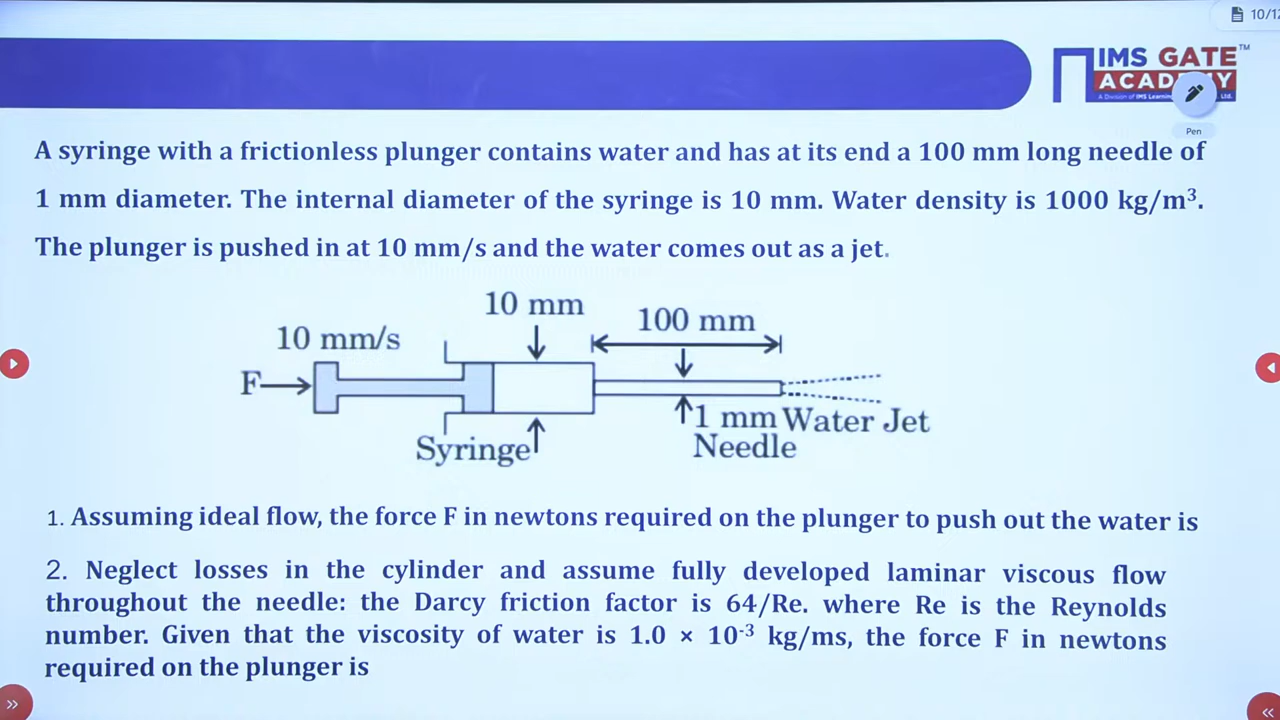 10/12
IMS GATE™
ACADEMY
Pen
A syringe with a frictionless plunger contains water and has at its end a 100 mm long needle of
1 mm diameter. The internal diameter of the syringe is 10 mm. Water density is 1000 kg/m³.
The plunger is pushed in at 10 mm/s and the water comes out as a jet.
10 mm
100 mm
10 mm/s
F
1 mm Water Jet
Syringe
Needle
1. Assuming ideal flow, the force F in newtons required on the plunger to push out the water is
2. Neglect losses in the cylinder and assume fully developed laminar viscous flow
throughout the needle: the Darcy friction factor is 64/Re. where Re is the Reynolds
number. Given that the viscosity of water is 1.0 × 10⁻³ kg/ms, the force F in newtons
required on the plunger is